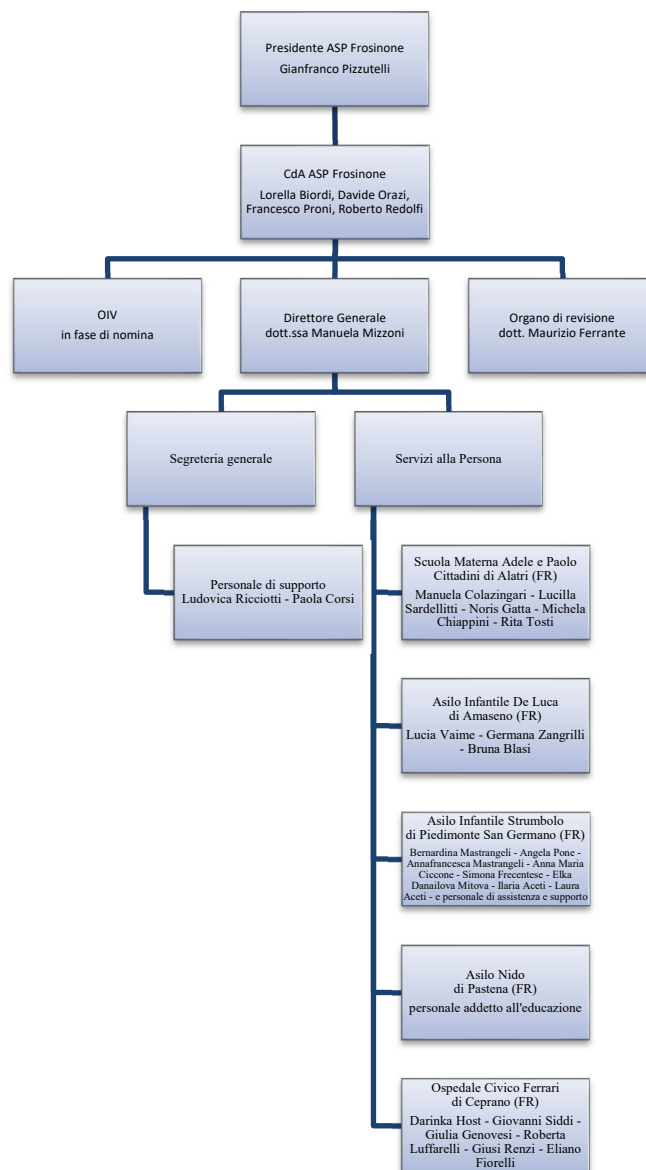 Presidente ASP Frosinone
Gianfranco Pizzutelli
CdA ASP Frosinone
Lorella Biordi, Davide Orazi,
Francesco Proni, Roberto Redolfi
OIV
in fase di nomina
Direttore Generale
dott.ssa Manuela Mizzoni
Organo di revisione
dott. Maurizio Ferrante
Segreteria generale
Servizi alla Persona
Personale di supporto
Ludovica Ricciotti - Paola Corsi
Scuola Materna Adele e Paolo
Cittadini di Alatri (FR)
Manuela Colazingari - Lucilla
Sardellitti - Noris Gatta - Michela
Chiappini - Rita Tosti
Asilo Infantile De Luca
di Amaseno (FR)
Lucia Vaime - Germana Zangrilli
- Bruna Blasi
Asilo Infantile Strumbolo
di Piedimonte San Germano (FR)
Bernardina Mastrangeli - Angela Pone -
Annafrancesca Mastrangeli - Anna Maria
Ciccone - Simona Frecentese - Elka
Danailova Mitova - Ilaria Aceti - Laura
Aceti - e personale di assistenza e supporto
Asilo Nido
di Pastena (FR)
personale addetto all'educazione
Ospedale Civico Ferrari
di Ceprano (FR)
Darinka Host - Giovanni Siddi -
Giulia Genovesi - Roberta
Luffarelli - Giusi Renzi - Eliano
Fiorelli